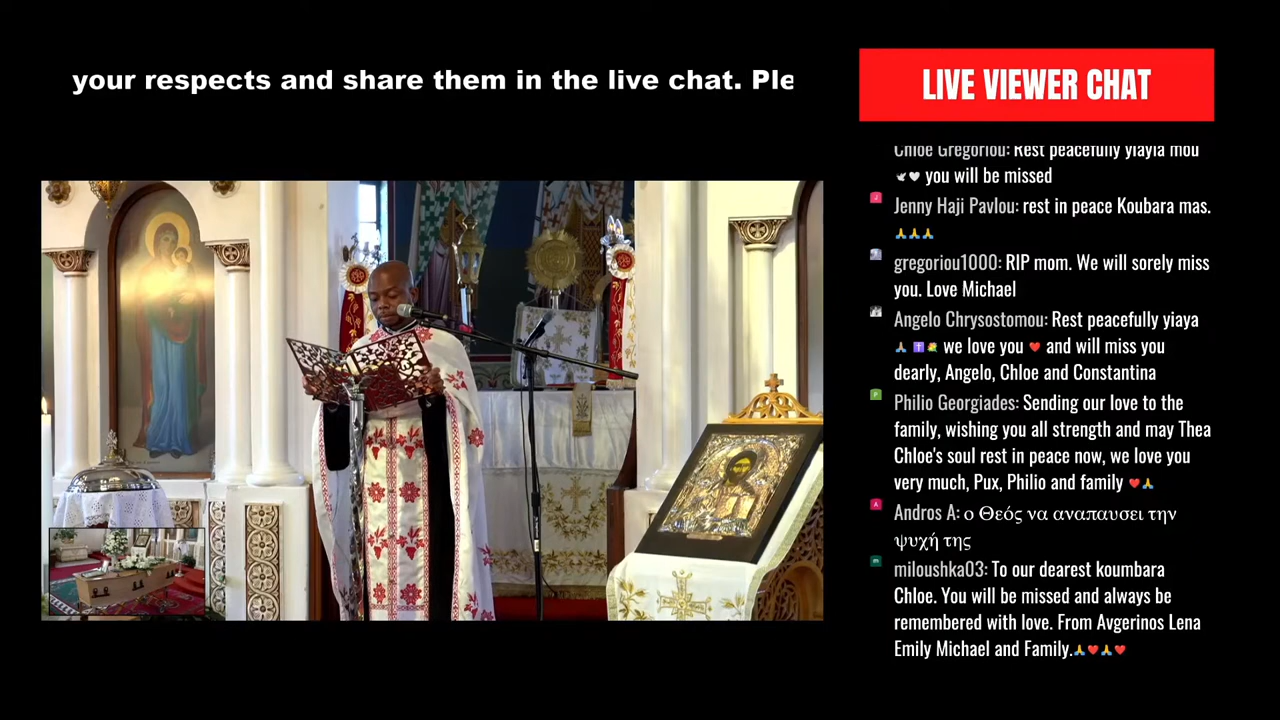 your respects and share them in the live chat. Ple
LIVE VIEWER CHAT
Chloe Gregoriou: Rest peacefully yiayia mou
🕊🤍 you will be missed
Jenny Haji Pavlou: rest in peace Koubara mas.
🙏🙏🙏
gregoriou1000: RIP mom. We will sorely miss
you. Love Michael
Angelo Chrysostomou: Rest peacefully yiaya
🙏🏼 ✝️ 💐 we love you ❤️ and will miss you
dearly, Angelo, Chloe and Constantina
Philio Georgiades: Sending our love to the
family, wishing you all strength and may Thea
Chloe's soul rest in peace now, we love you
very much, Pux, Philio and family ❤️🙏
Andros A: ο Θεός να αναπαυσει την
ψυχή της
miloushka03: To our dearest koumbara
Chloe. You will be missed and always be
remembered with love. From Avgerinos Lena
Emily Michael and Family.🙏❤️🙏❤️